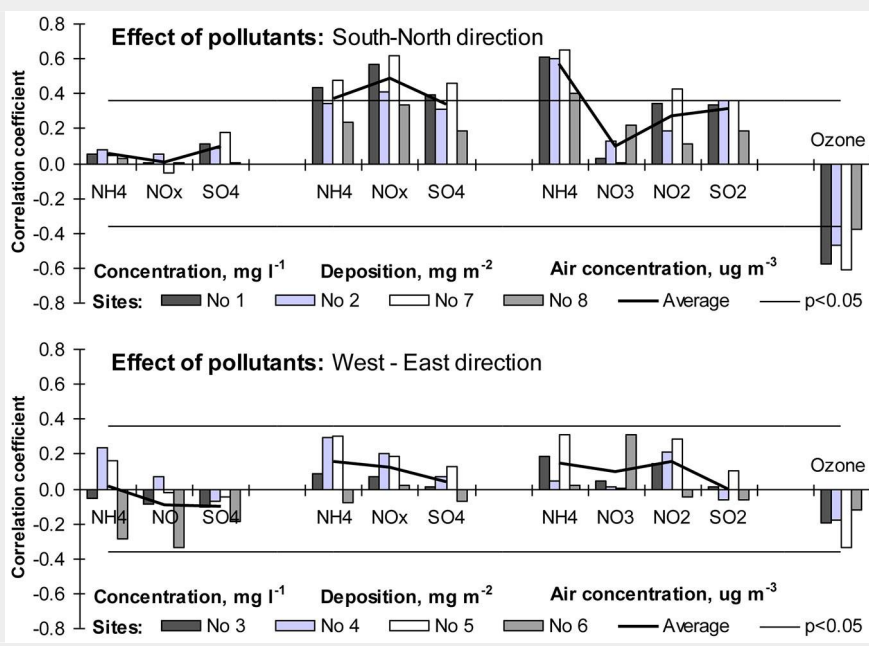 Effect of pollutants: South-North direction
Correlation coefficient
0.8
0.6
0.4
0.2
0.0
-0.2
-0.4
-0.6
-0.8
Ozone
NH4 NOx SO4 NH4 NOx SO4 NH4 NO3 NO2 SO2
Concentration, mg l-1 Deposition, mg m-2 Air concentration, ug m-3
Sites: No 1 No 2 No 7 No 8 Average p<0.05
Effect of pollutants: West - East direction
Correlation coefficient
0.8
0.6
0.4
0.2
0.0
-0.2
-0.4
-0.6
-0.8
Ozone
NH4 NO SO4 NH4 NOx SO4 NH4 NO3 NO2 SO2
Concentration, mg l-1 Deposition, mg m-2 Air concentration, ug m-3
Sites: No 3 No 4 No 5 No 6 Average p<0.05